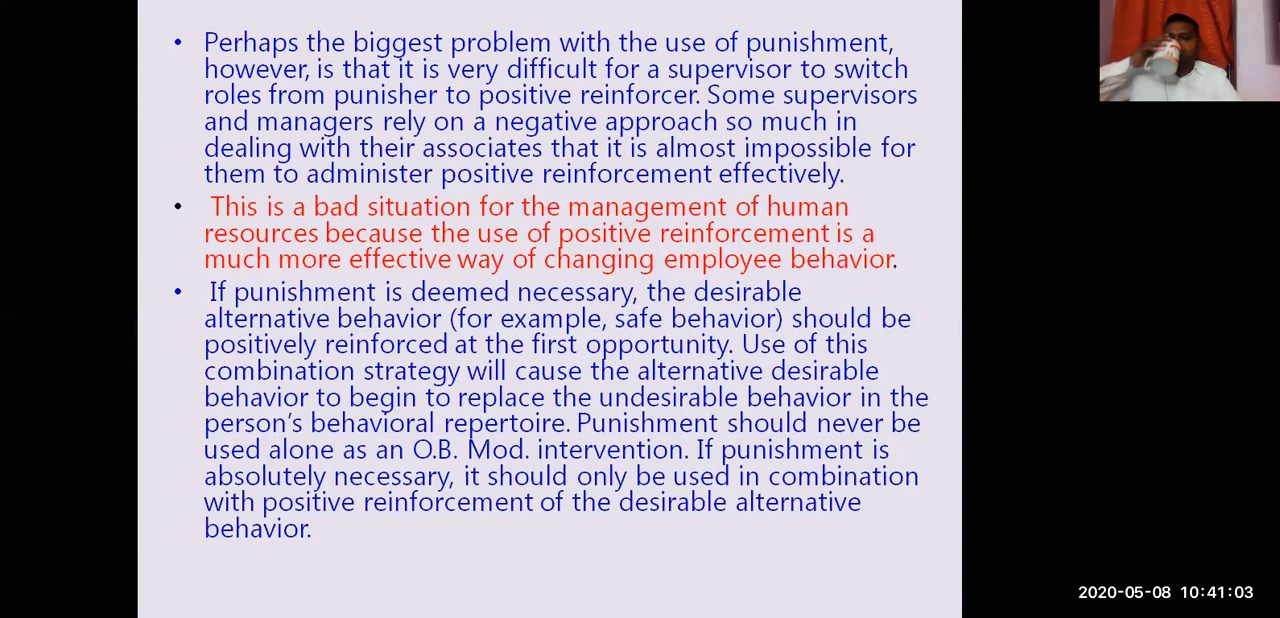 • Perhaps the biggest problem with the use of punishment,
however, is that it is very difficult for a supervisor to switch
roles from punisher to positive reinforcer. Some supervisors
and managers rely on a negative approach so much in
dealing with their associates that it is almost impossible for
them to administer positive reinforcement effectively.
• This is a bad situation for the management of human
resources because the use of positive reinforcement is a
much more effective way of changing employee behavior.
• If punishment is deemed necessary, the desirable
alternative behavior (for example, safe behavior) should be
positively reinforced at the first opportunity. Use of this
combination strategy will cause the alternative desirable
behavior to begin to replace the undesirable behavior in the
person's behavioral repertoire. Punishment should never be
used alone as an O.B. Mod. intervention. If punishment is
absolutely necessary, it should only be used in combination
with positive reinforcement of the desirable alternative
behavior.
2020-05-08 10:41:03